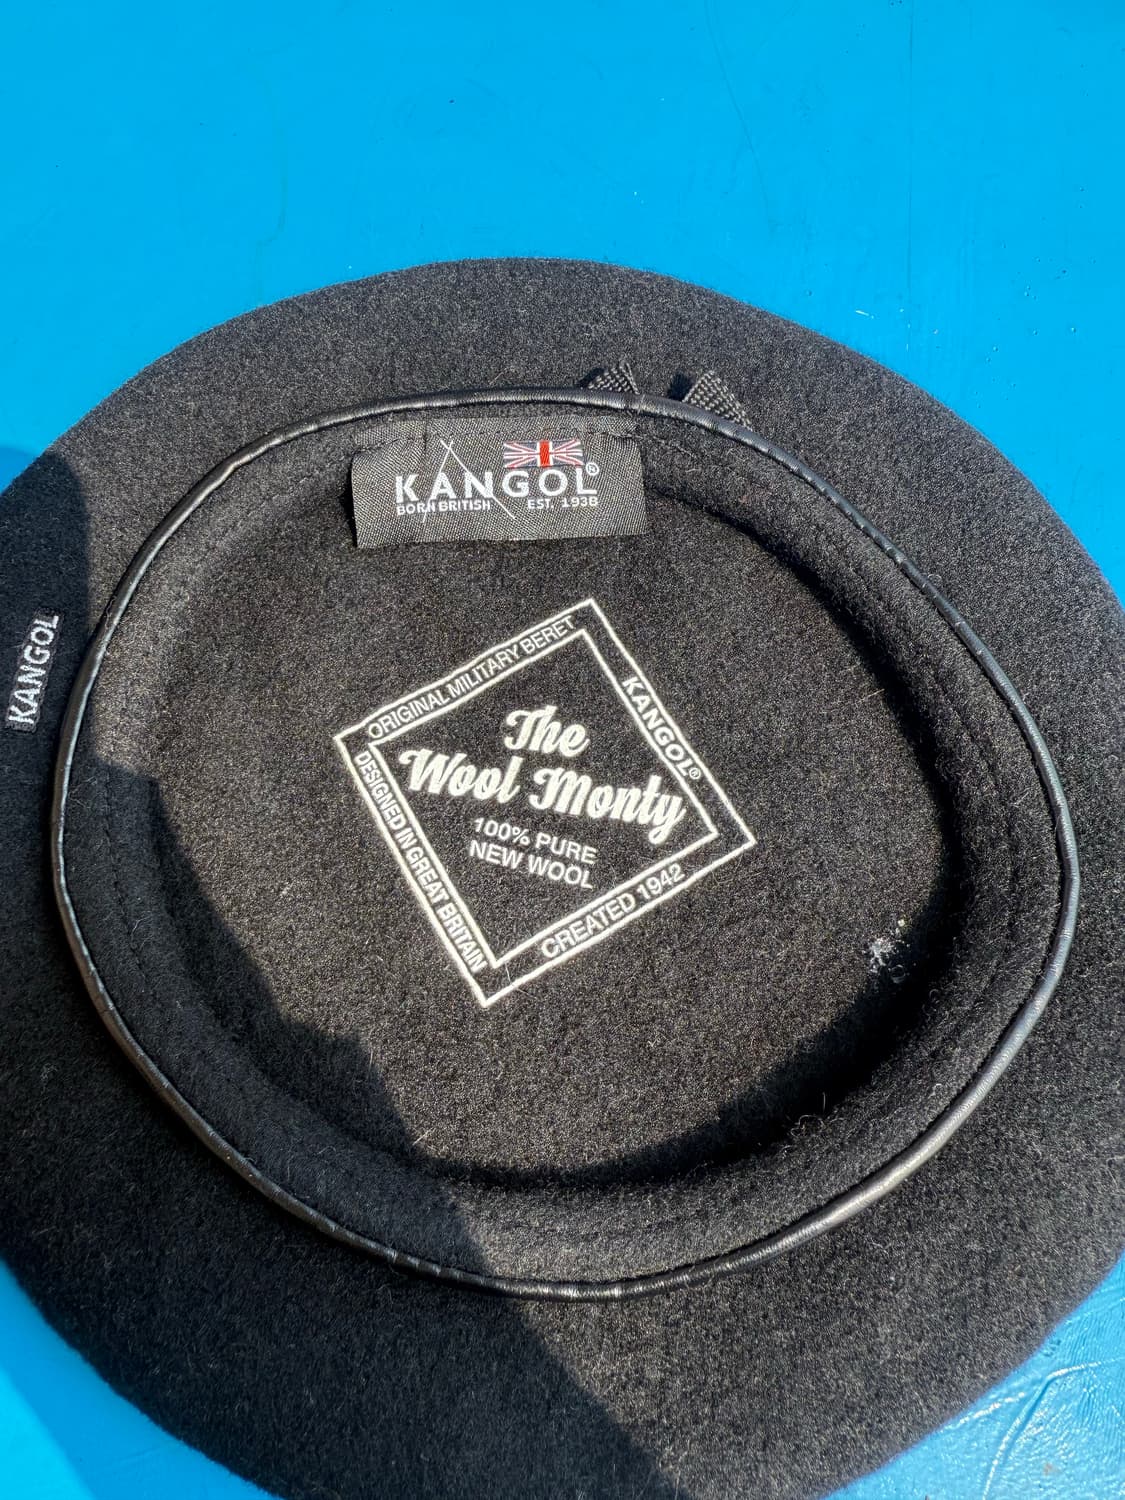 KANGOL®
BORN BRITISH EST. 1938
KANGOL
ORIGINAL MILITARY BERET
KANGOL®
The
Wool Monty
100% PURE
NEW WOOL
CREATED 1942
DESIGNED IN GREAT BRITAIN